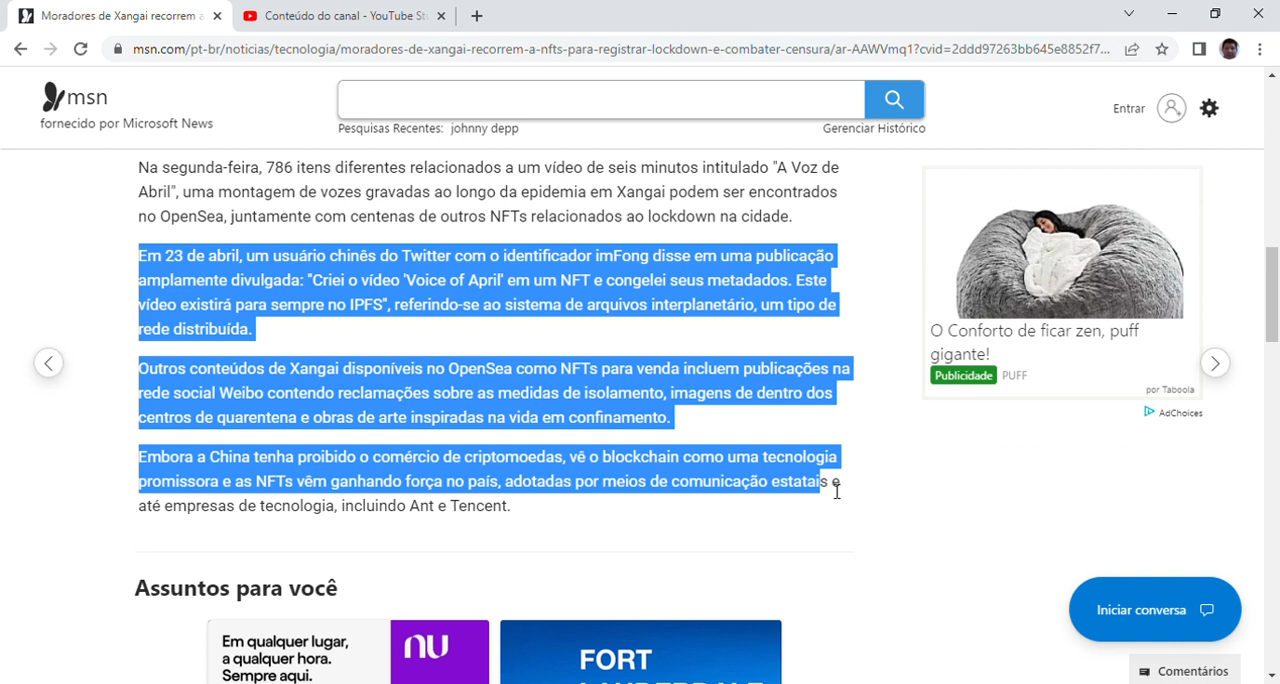 Moradores de Xangai recorrem a
Conteúdo do canal - YouTube St
msn.com/pt-br/noticias/tecnologia/moradores-de-xangai-recorrem-a-nfts-para-registrar-lockdown-e-combater-censura/ar-AAWVmq1?cvid=2ddd97263bb645e8852f7...
msn
fornecido por Microsoft News
Pesquisas Recentes: johnny depp
Gerenciar Histórico
Entrar
Na segunda-feira, 786 itens diferentes relacionados a um vídeo de seis minutos intitulado "A Voz de
Abril", uma montagem de vozes gravadas ao longo da epidemia em Xangai podem ser encontrados
no OpenSea, juntamente com centenas de outros NFTs relacionados ao lockdown na cidade.
Em 23 de abril, um usuário chinês do Twitter com o identificador imFong disse em uma publicação
amplamente divulgada: "Criei o vídeo 'Voice of April' em um NFT e congelei seus metadados. Este
vídeo existirá para sempre no IPFS", referindo-se ao sistema de arquivos interplanetário, um tipo de
rede distribuída.
Outros conteúdos de Xangai disponíveis no OpenSea como NFTs para venda incluem publicações na
rede social Weibo contendo reclamações sobre as medidas de isolamento, imagens de dentro dos
centros de quarentena e obras de arte inspiradas na vida em confinamento.
Embora a China tenha proibido o comércio de criptomoedas, vê o blockchain como uma tecnologia
promissora e as NFTs vêm ganhando força no país, adotadas por meios de comunicação estatais e
até empresas de tecnologia, incluindo Ant e Tencent.
O Conforto de ficar zen, puff
gigante!
Publicidade PUFF
por Taboola
AdChoices
Assuntos para você
Em qualquer lugar,
a qualquer hora.
Sempre aqui.
nu
FORT
LAUDERDALE
Iniciar conversa
Comentários